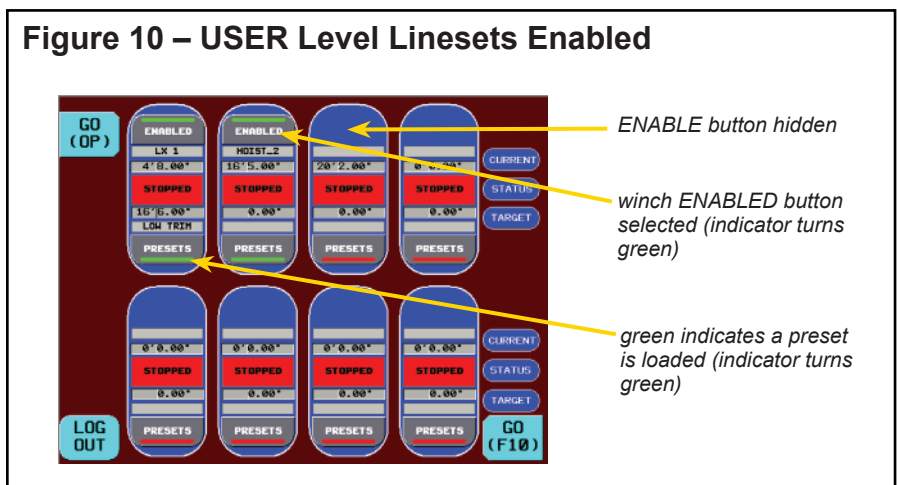 Figure 10 – USER Level Linesets Enabled
GO
(OP)
ENABLED
ENABLED
ENABLE button hidden
LX 1
HOIST_2
4'8.00"
16'5.00"
20'2.00"
0'0.00"
CURRENT
STOPPED
STOPPED
STOPPED
STOPPED
STATUS
winch ENABLED button
selected (indicator turns
green)
16'6.00"
0.00"
0.00"
0.00"
TARGET
LOW TRIM
PRESETS
PRESETS
PRESETS
PRESETS
green indicates a preset
is loaded (indicator turns
green)
0'0.00"
0'0.00"
0'0.00"
0'0.00"
CURRENT
STOPPED
STOPPED
STOPPED
STOPPED
STATUS
0.00"
0.00"
0.00"
0.00"
TARGET
LOG
OUT
PRESETS
PRESETS
PRESETS
PRESETS
GO
(F10)